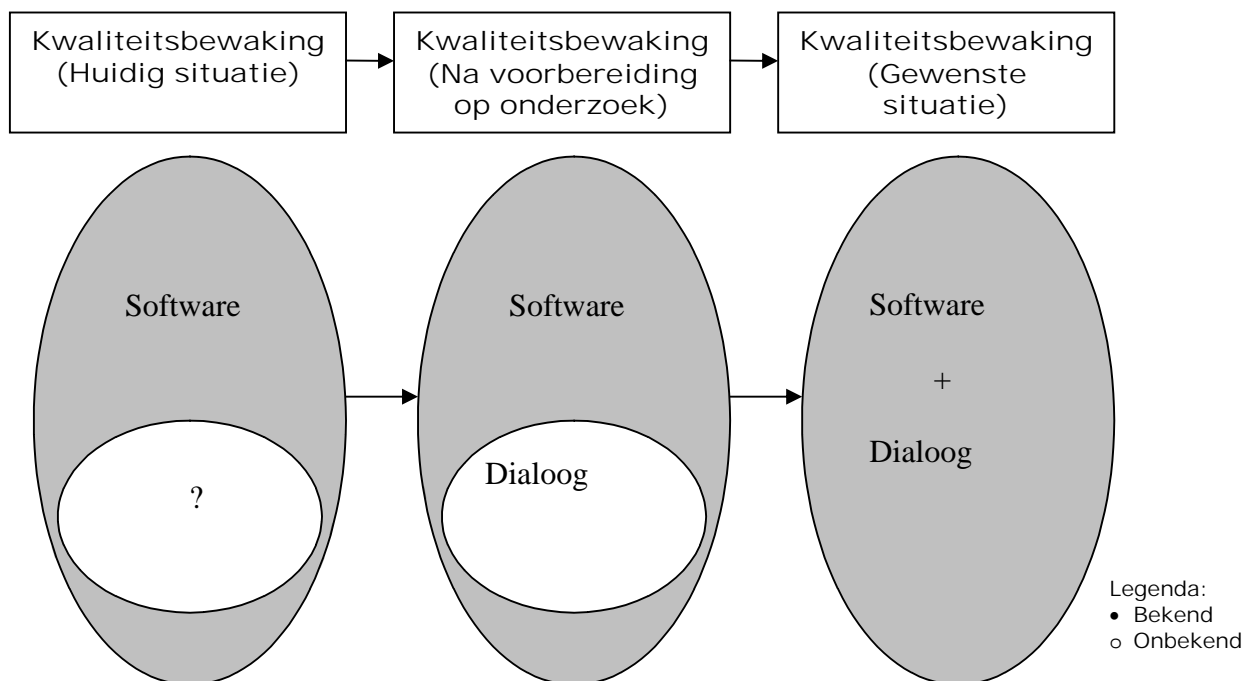 Kwaliteitsbewaking
(Huidig situatie)
Kwaliteitsbewaking
(Na voorbereiding
op onderzoek)
Kwaliteitsbewaking
(Gewenste
situatie)
Software
?
Software
Dialoog
Software
+
Dialoog
Legenda:
• Bekend
o Onbekend